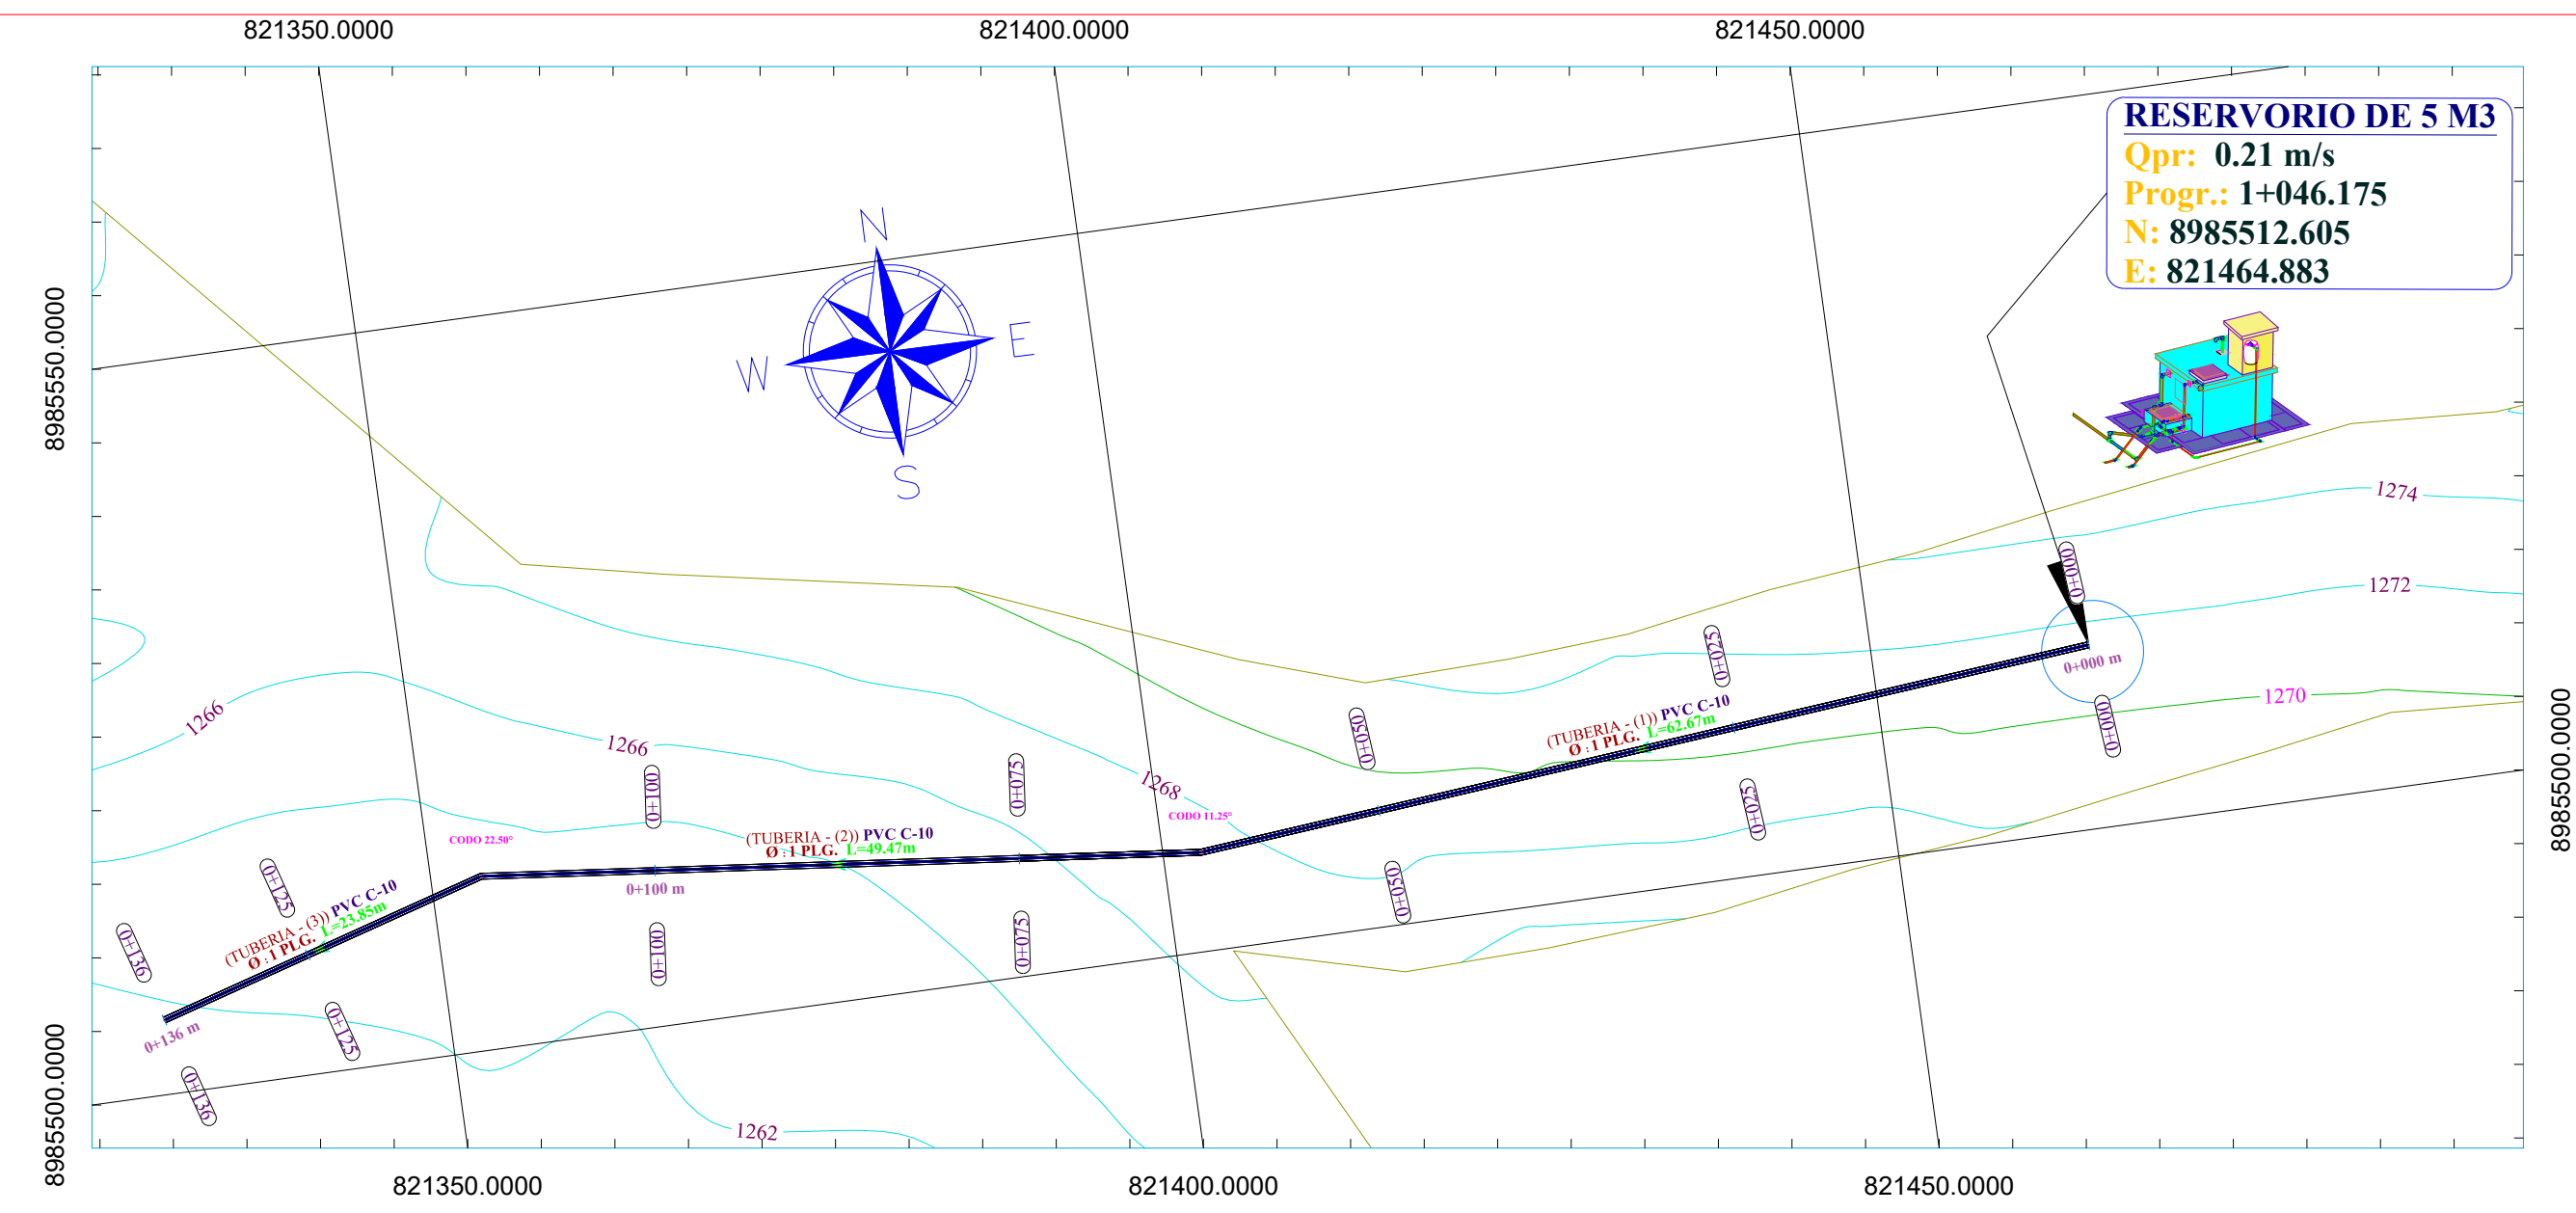 821350.0000
821400.0000
821450.0000
RESERVORIO DE 5 M3
Qpr: 0.21 m/s
Progr.: 1+046.175
N: 8985512.605
E: 821464.883
N
E
W
S
8985550.0000
1274
1272
0+000
0+000 m
1270
0+000
8985500.0000
0+025
(TUBERIA - (1)) PVC C-10
Ø : 1 PLG. L=62.67m
0+025
0+050
0+050
1268
CODO 11.25°
0+075
0+075
1266
1266
0+100
(TUBERIA - (2)) PVC C-10
Ø : 1 PLG. L=49.47m
0+100 m
0+100
CODO 22.50°
0+125
(TUBERIA - (3)) PVC C-10
Ø : 1 PLG. L=23.85m
0+125
0+136
0+136 m
0+136
1262
8985500.0000
821350.0000
821400.0000
821450.0000